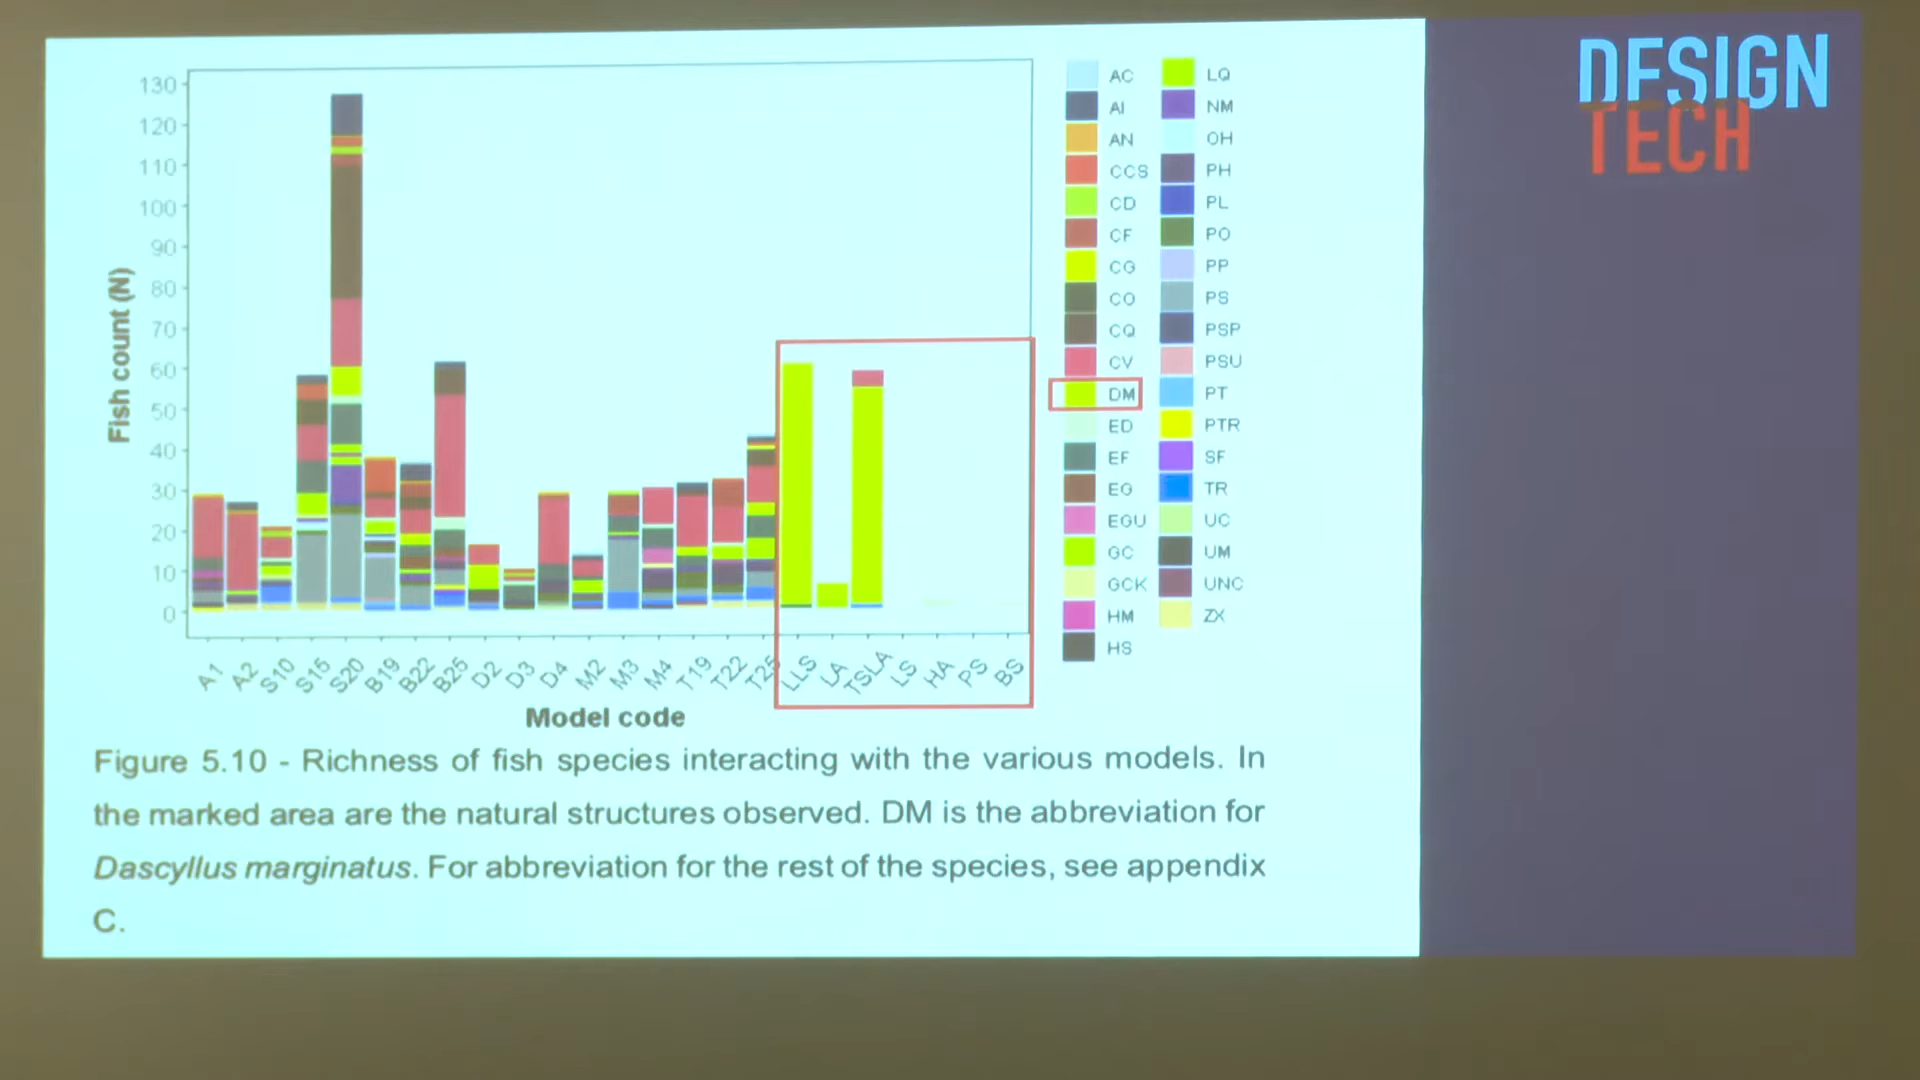 DESIGN
TECH
130
120
110
100
90
80
70
60
50
40
30
20
10
0
Fish count (N)
A1 A2 S10 S15 S20 B19 B22 B25 D2 D3 D4 M2 M3 M4 T19 T22 T25 LLS LA TSLA LS HA PS BS
Model code
AC LQ
AI NM
AN OH
CCS PH
CD PL
CF PO
CG PP
CO PS
CQ PSP
CV PSU
DM PT
ED PTR
EF SF
EG TR
EGU UC
GC UM
GCK UNC
HM ZX
HS
Figure 5.10 - Richness of fish species interacting with the various models. In
the marked area are the natural structures observed. DM is the abbreviation for
Dascyllus marginatus. For abbreviation for the rest of the species, see appendix
C.